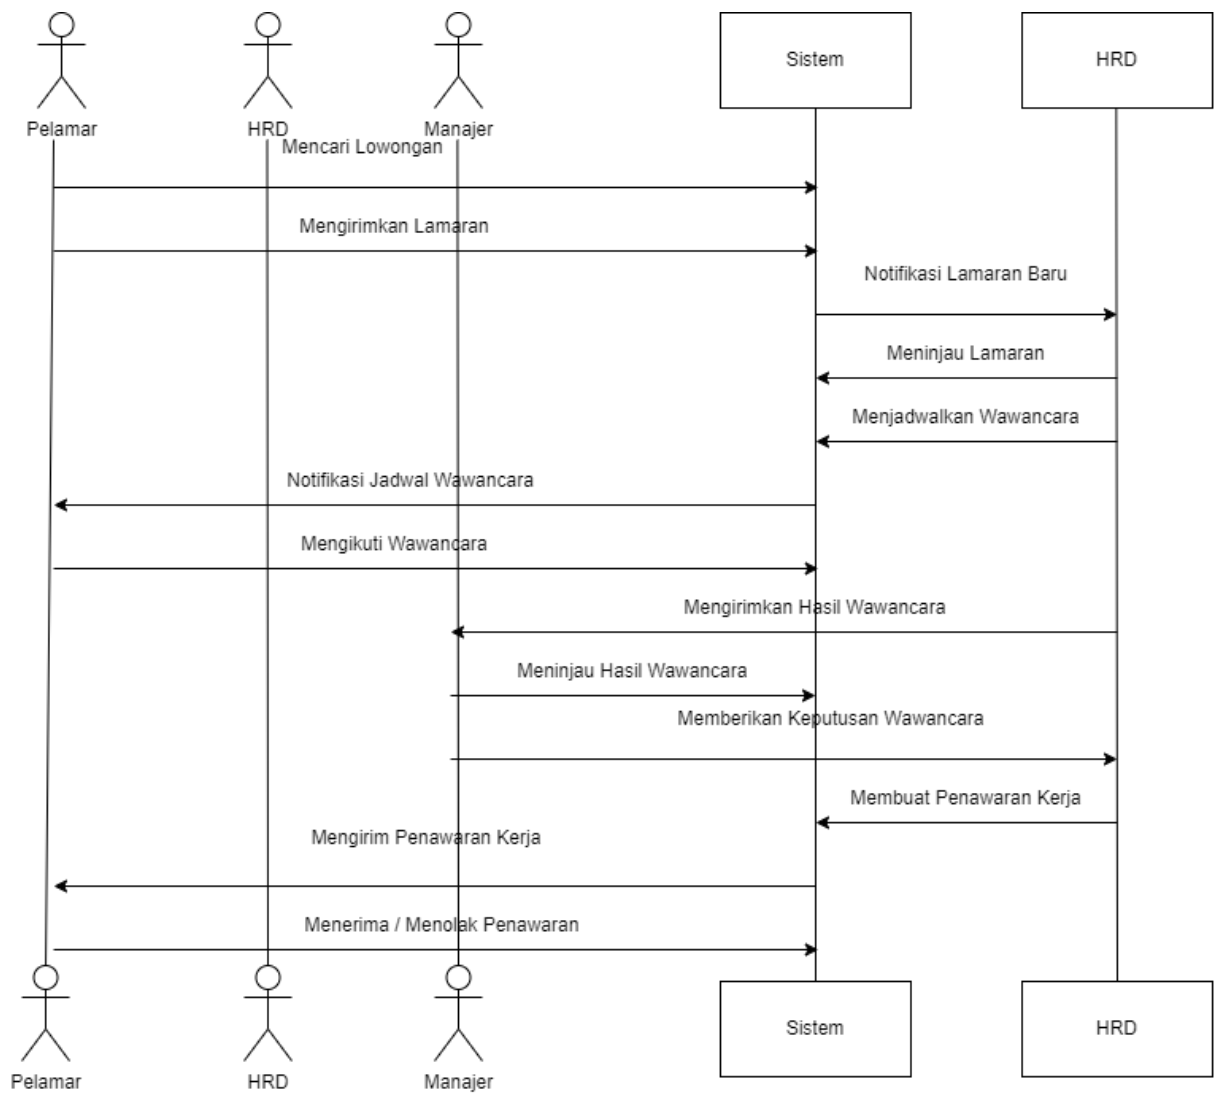 Sistem
HRD
Pelamar
HRD
Manajer
Mencari Lowongan
Mengirimkan Lamaran
Notifikasi Lamaran Baru
Meninjau Lamaran
Menjadwalkan Wawancara
Notifikasi Jadwal Wawancara
Mengikuti Wawancara
Mengirimkan Hasil Wawancara
Meninjau Hasil Wawancara
Memberikan Keputusan Wawancara
Membuat Penawaran Kerja
Mengirim Penawaran Kerja
Menerima / Menolak Penawaran
Sistem
HRD
Pelamar
HRD
Manajer